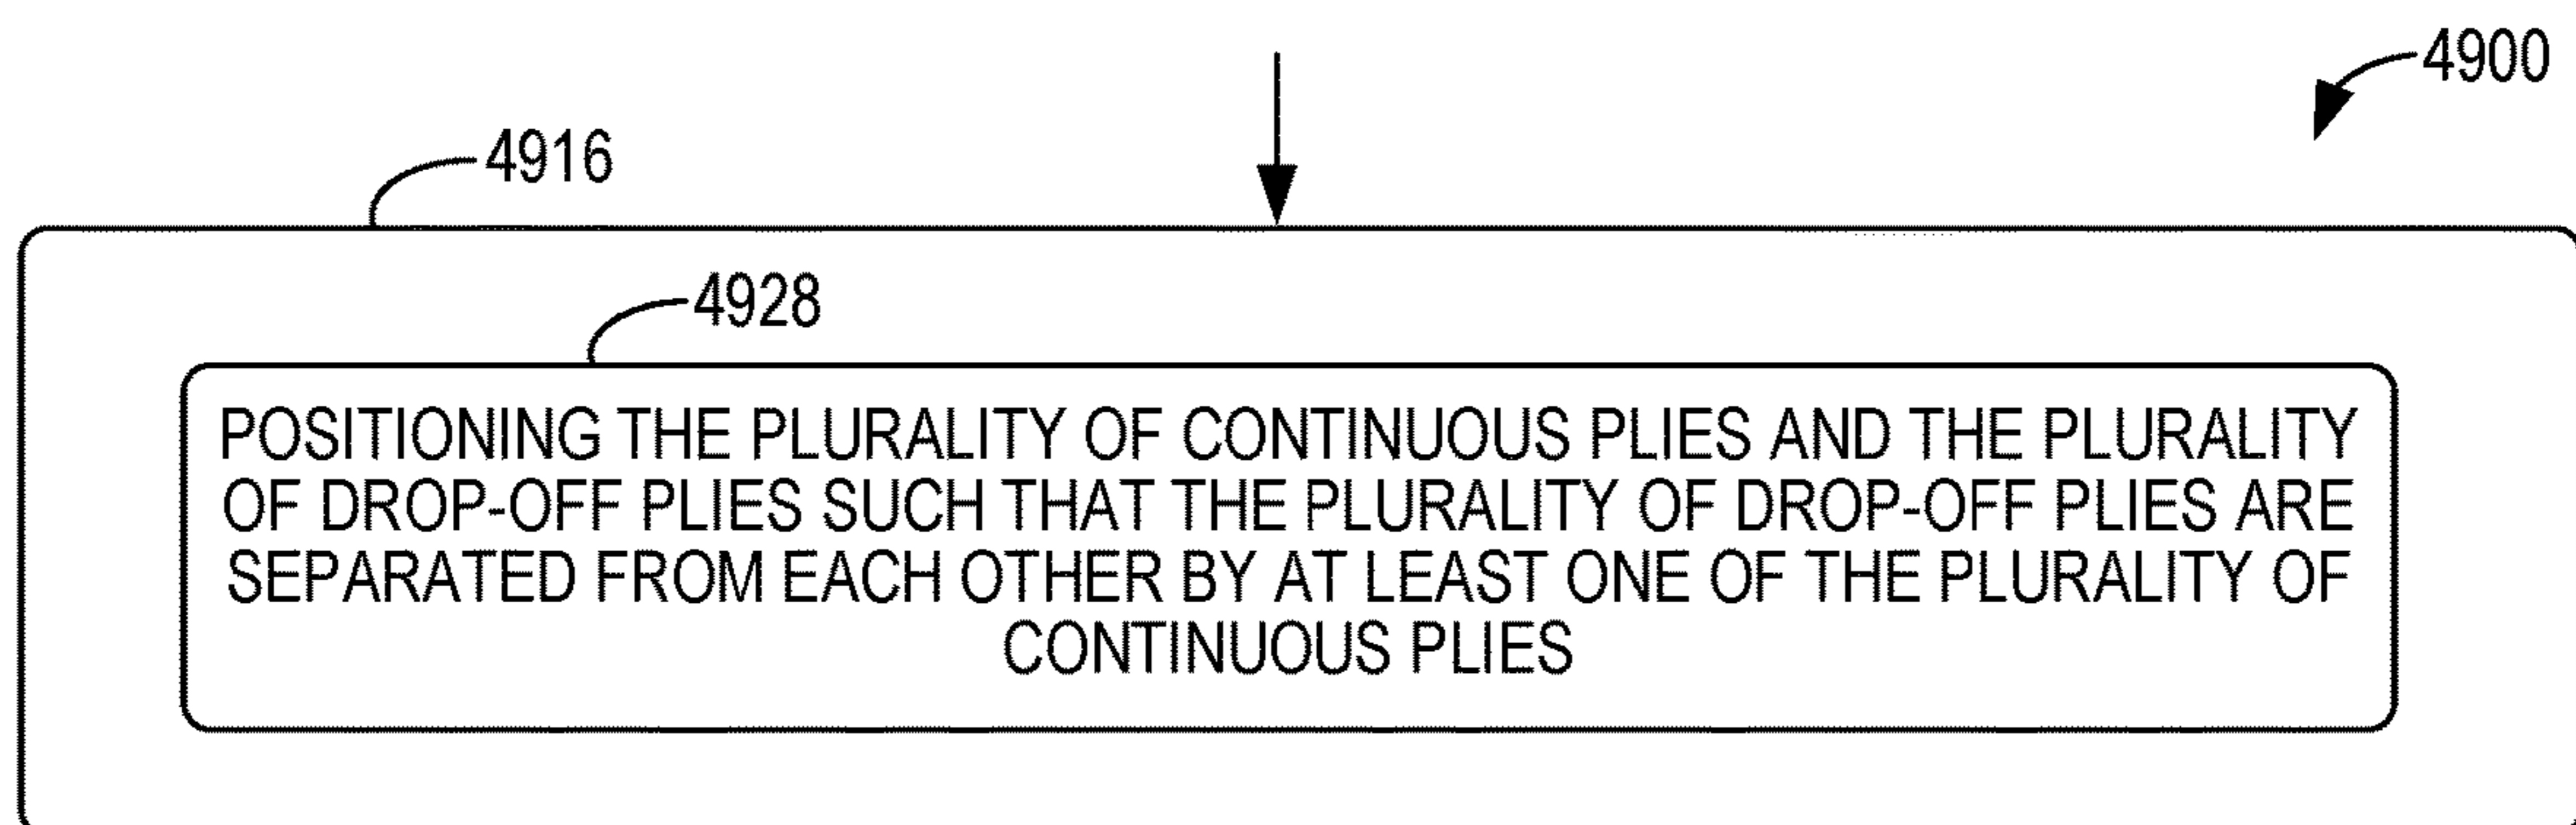 4900
4916
4928
POSITIONING THE PLURALITY OF CONTINUOUS PLIES AND THE PLURALITY
OF DROP-OFF PLIES SUCH THAT THE PLURALITY OF DROP-OFF PLIES ARE
SEPARATED FROM EACH OTHER BY AT LEAST ONE OF THE PLURALITY OF
CONTINUOUS PLIES